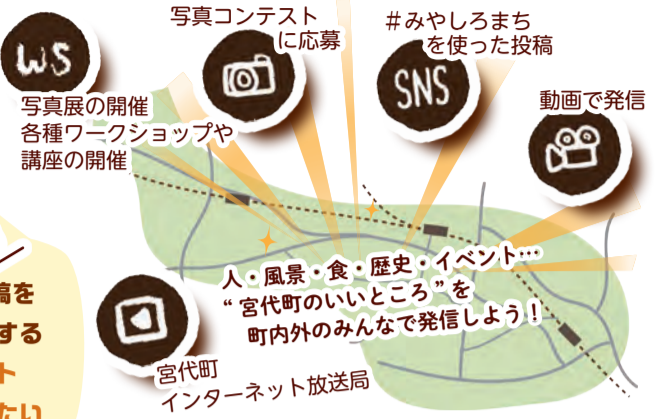 WS
写真展の開催
各種ワークショップや
講座の開催
写真コンテスト
に応募
#みやしろまち
を使った投稿
SNS
動画で発信
人・風景・食・歴史・イベント…
“宮代町のいいところ”を
町内外のみんなで発信しよう！
宮代町
インターネット放送局
稿を
する
ト
たい